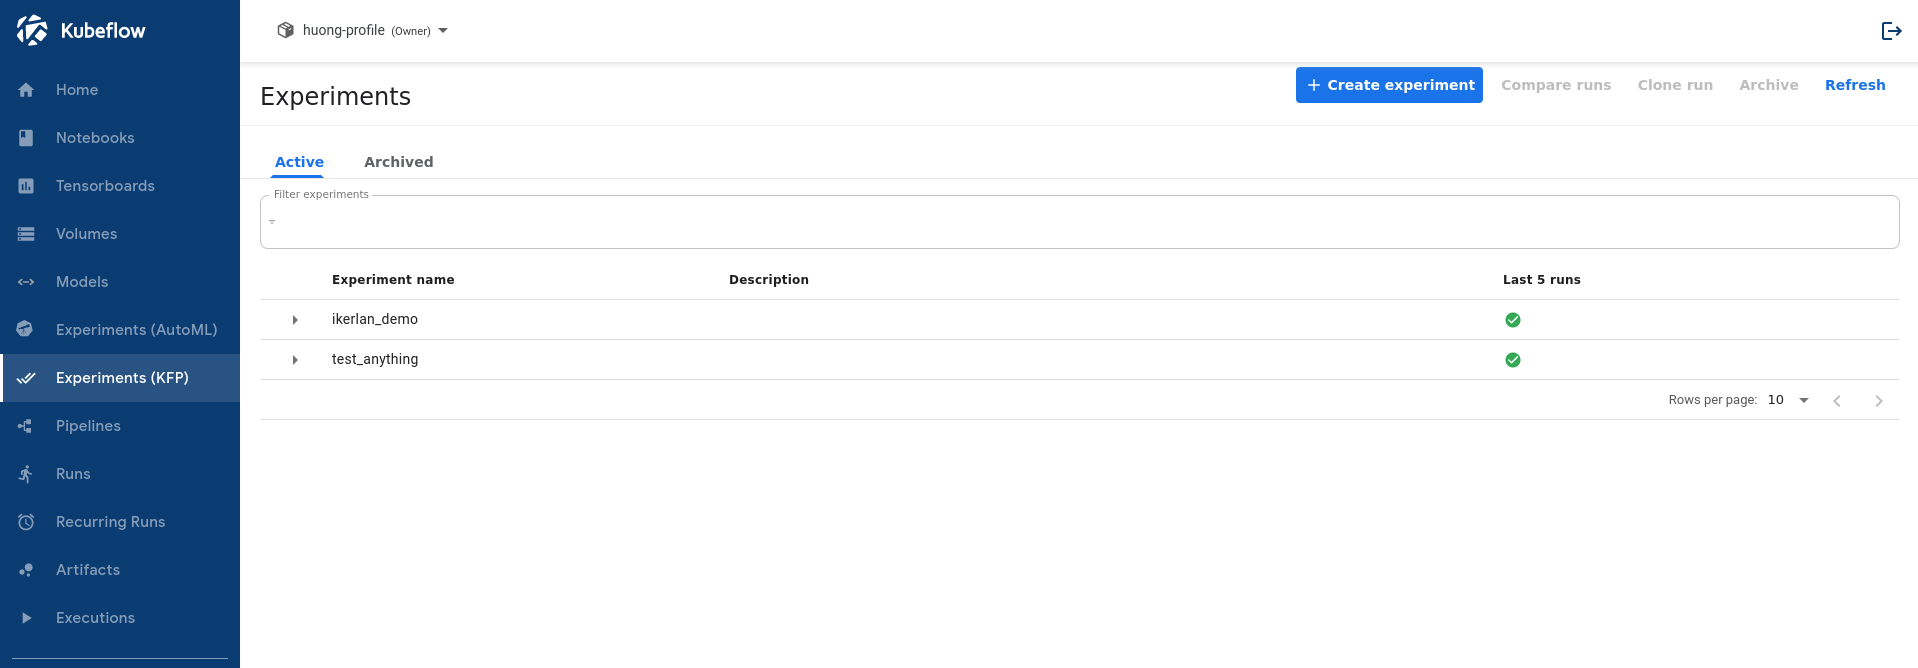 Kubeflow
huong-profile (Owner)
Home
Notebooks
Tensorboards
Volumes
Models
Experiments (AutoML)
Experiments (KFP)
Pipelines
Runs
Recurring Runs
Artifacts
Executions
Experiments
Create experiment Compare runs Clone run Archive Refresh
Active Archived
Filter experiments
Experiment name Description Last 5 runs
ikerlan_demo
test_anything
Rows per page: 10